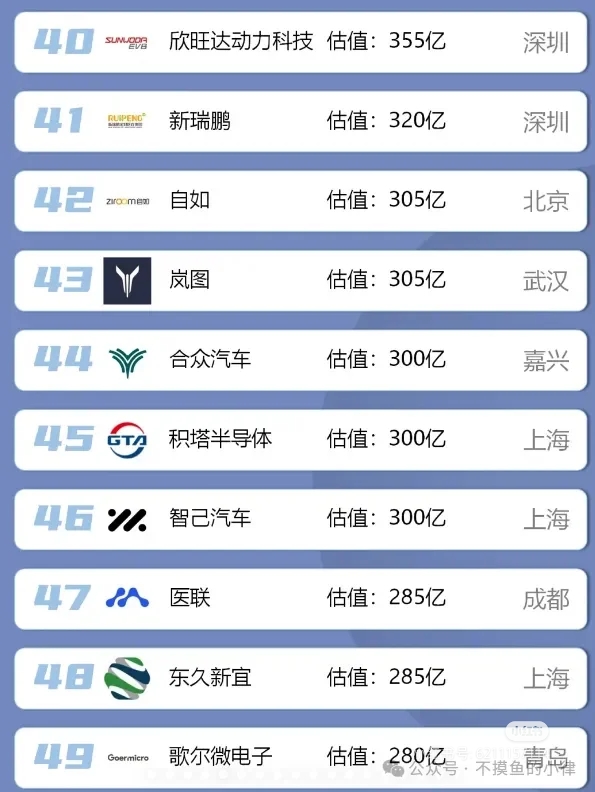 40 SUNWODA EVB 欣旺达动力科技 估值：355亿 深圳
41 RUIPENG 新瑞鹏 估值：320亿 深圳
42 ziroom自如 自如 估值：305亿 北京
43 岚图 估值：305亿 武汉
44 合众汽车 估值：300亿 嘉兴
45 GTA 积塔半导体 估值：300亿 上海
46 智己汽车 估值：300亿 上海
47 医联 估值：285亿 成都
48 东久新宜 估值：285亿 上海
小红书
49 Goermicro 歌尔微电子 估值：280亿 青岛
公众号 · 不摸鱼的小律